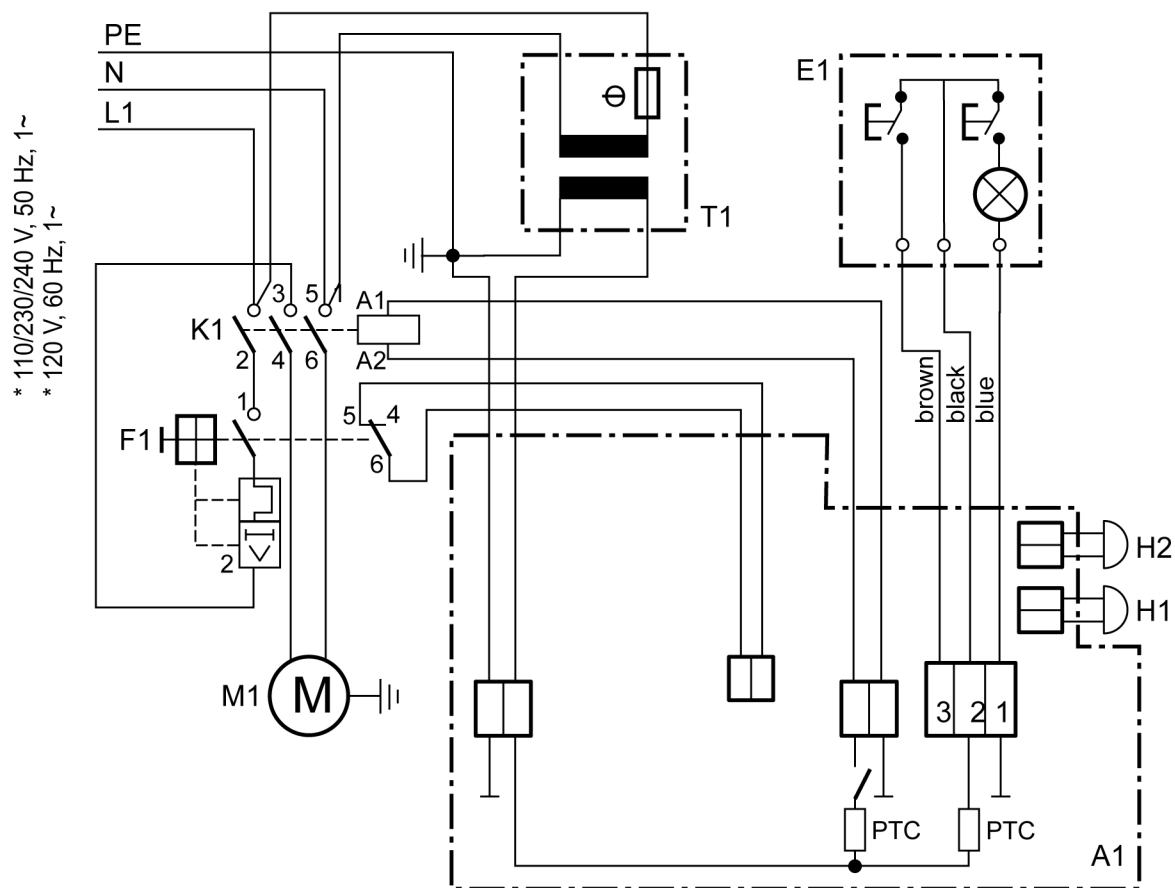 PE
N
L1
* 110/230/240 V, 50 Hz, 1~
* 120 V, 60 Hz, 1~
Θ
T1
E1
3
5
A1
K1
2
4
6
A2
1
F1
5
4
6
2
brown
black
blue
H2
H1
M1
M
3
2
1
PTC
PTC
A1